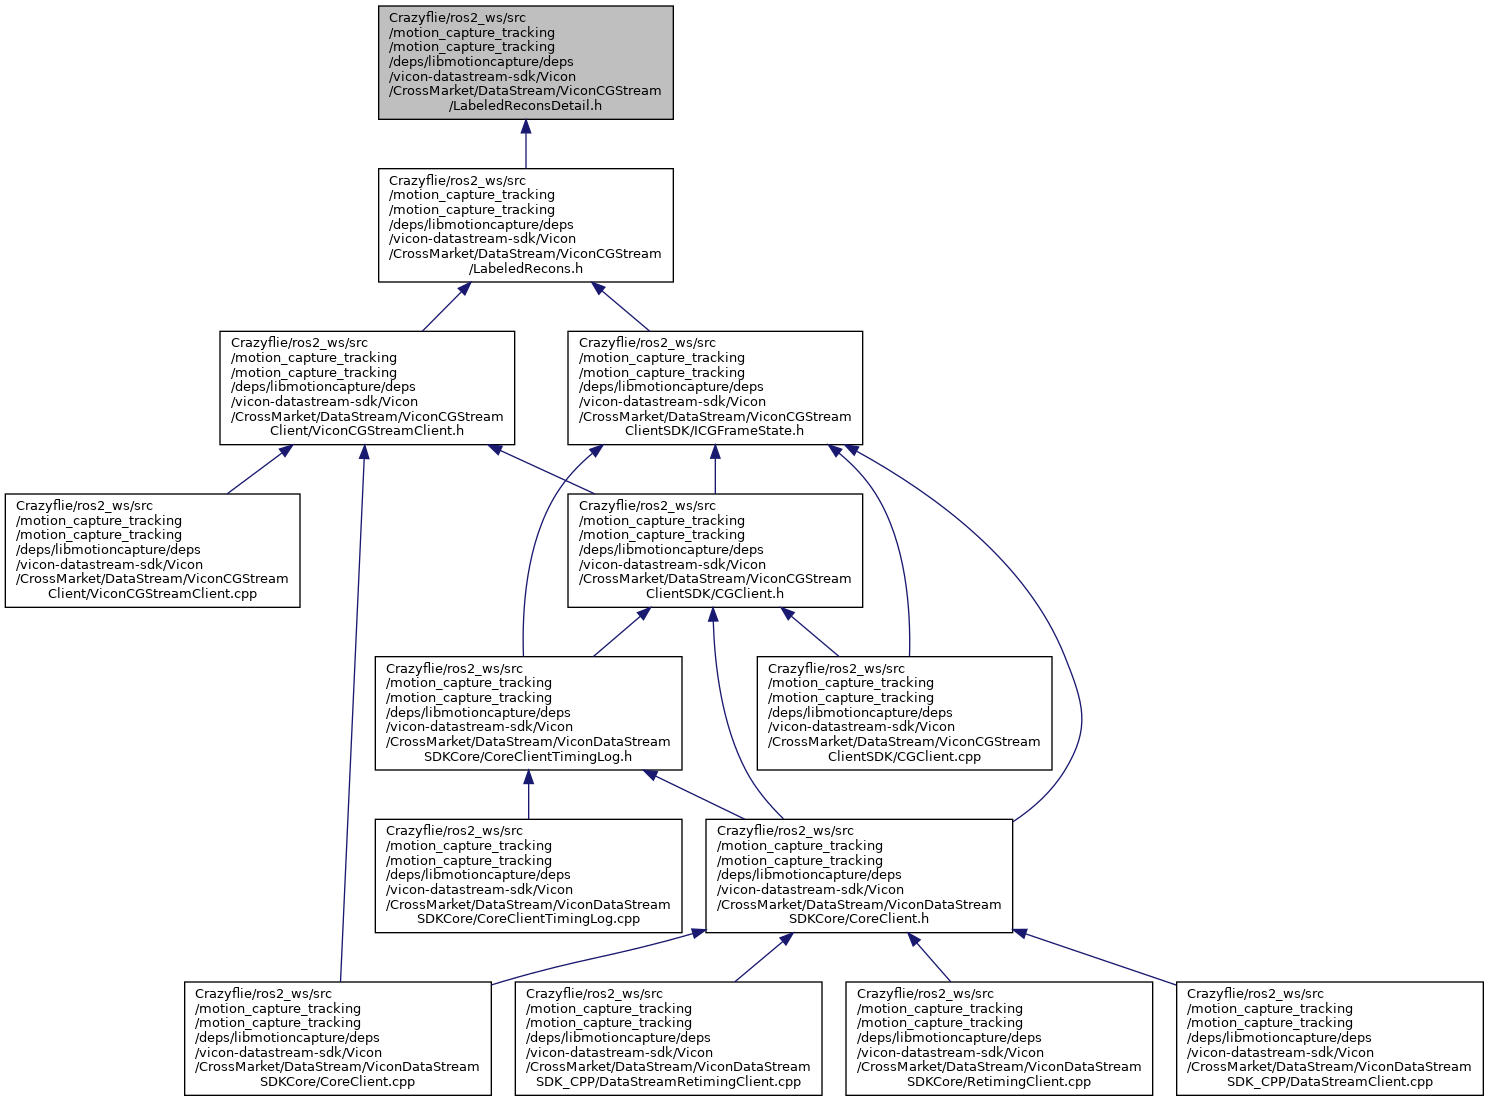 Crazyflie/ros2_ws/src
/motion_capture_tracking
/motion_capture_tracking
/deps/libmotioncapture/deps
/vicon-datastream-sdk/Vicon
/CrossMarket/DataStream/ViconCGStream
/LabeledReconsDetail.h
Crazyflie/ros2_ws/src
/motion_capture_tracking
/motion_capture_tracking
/deps/libmotioncapture/deps
/vicon-datastream-sdk/Vicon
/CrossMarket/DataStream/ViconCGStream
/LabeledRecons.h
Crazyflie/ros2_ws/src
/motion_capture_tracking
/motion_capture_tracking
/deps/libmotioncapture/deps
/vicon-datastream-sdk/Vicon
/CrossMarket/DataStream/ViconCGStream
Client/ViconCGStreamClient.h
Crazyflie/ros2_ws/src
/motion_capture_tracking
/motion_capture_tracking
/deps/libmotioncapture/deps
/vicon-datastream-sdk/Vicon
/CrossMarket/DataStream/ViconCGStream
ClientSDK/ICGFrameState.h
Crazyflie/ros2_ws/src
/motion_capture_tracking
/motion_capture_tracking
/deps/libmotioncapture/deps
/vicon-datastream-sdk/Vicon
/CrossMarket/DataStream/ViconCGStream
Client/ViconCGStreamClient.cpp
Crazyflie/ros2_ws/src
/motion_capture_tracking
/motion_capture_tracking
/deps/libmotioncapture/deps
/vicon-datastream-sdk/Vicon
/CrossMarket/DataStream/ViconCGStream
ClientSDK/CGClient.h
Crazyflie/ros2_ws/src
/motion_capture_tracking
/motion_capture_tracking
/deps/libmotioncapture/deps
/vicon-datastream-sdk/Vicon
/CrossMarket/DataStream/ViconDataStream
SDKCore/CoreClientTimingLog.h
Crazyflie/ros2_ws/src
/motion_capture_tracking
/motion_capture_tracking
/deps/libmotioncapture/deps
/vicon-datastream-sdk/Vicon
/CrossMarket/DataStream/ViconCGStream
ClientSDK/CGClient.cpp
Crazyflie/ros2_ws/src
/motion_capture_tracking
/motion_capture_tracking
/deps/libmotioncapture/deps
/vicon-datastream-sdk/Vicon
/CrossMarket/DataStream/ViconDataStream
SDKCore/CoreClientTimingLog.cpp
Crazyflie/ros2_ws/src
/motion_capture_tracking
/motion_capture_tracking
/deps/libmotioncapture/deps
/vicon-datastream-sdk/Vicon
/CrossMarket/DataStream/ViconDataStream
SDKCore/CoreClient.h
Crazyflie/ros2_ws/src
/motion_capture_tracking
/motion_capture_tracking
/deps/libmotioncapture/deps
/vicon-datastream-sdk/Vicon
/CrossMarket/DataStream/ViconDataStream
SDKCore/CoreClient.cpp
Crazyflie/ros2_ws/src
/motion_capture_tracking
/motion_capture_tracking
/deps/libmotioncapture/deps
/vicon-datastream-sdk/Vicon
/CrossMarket/DataStream/ViconDataStream
SDK_CPP/DataStreamRetimingClient.cpp
Crazyflie/ros2_ws/src
/motion_capture_tracking
/motion_capture_tracking
/deps/libmotioncapture/deps
/vicon-datastream-sdk/Vicon
/CrossMarket/DataStream/ViconDataStream
SDKCore/RetimingClient.cpp
Crazyflie/ros2_ws/src
/motion_capture_tracking
/motion_capture_tracking
/deps/libmotioncapture/deps
/vicon-datastream-sdk/Vicon
/CrossMarket/DataStream/ViconDataStream
SDK_CPP/DataStreamClient.cpp